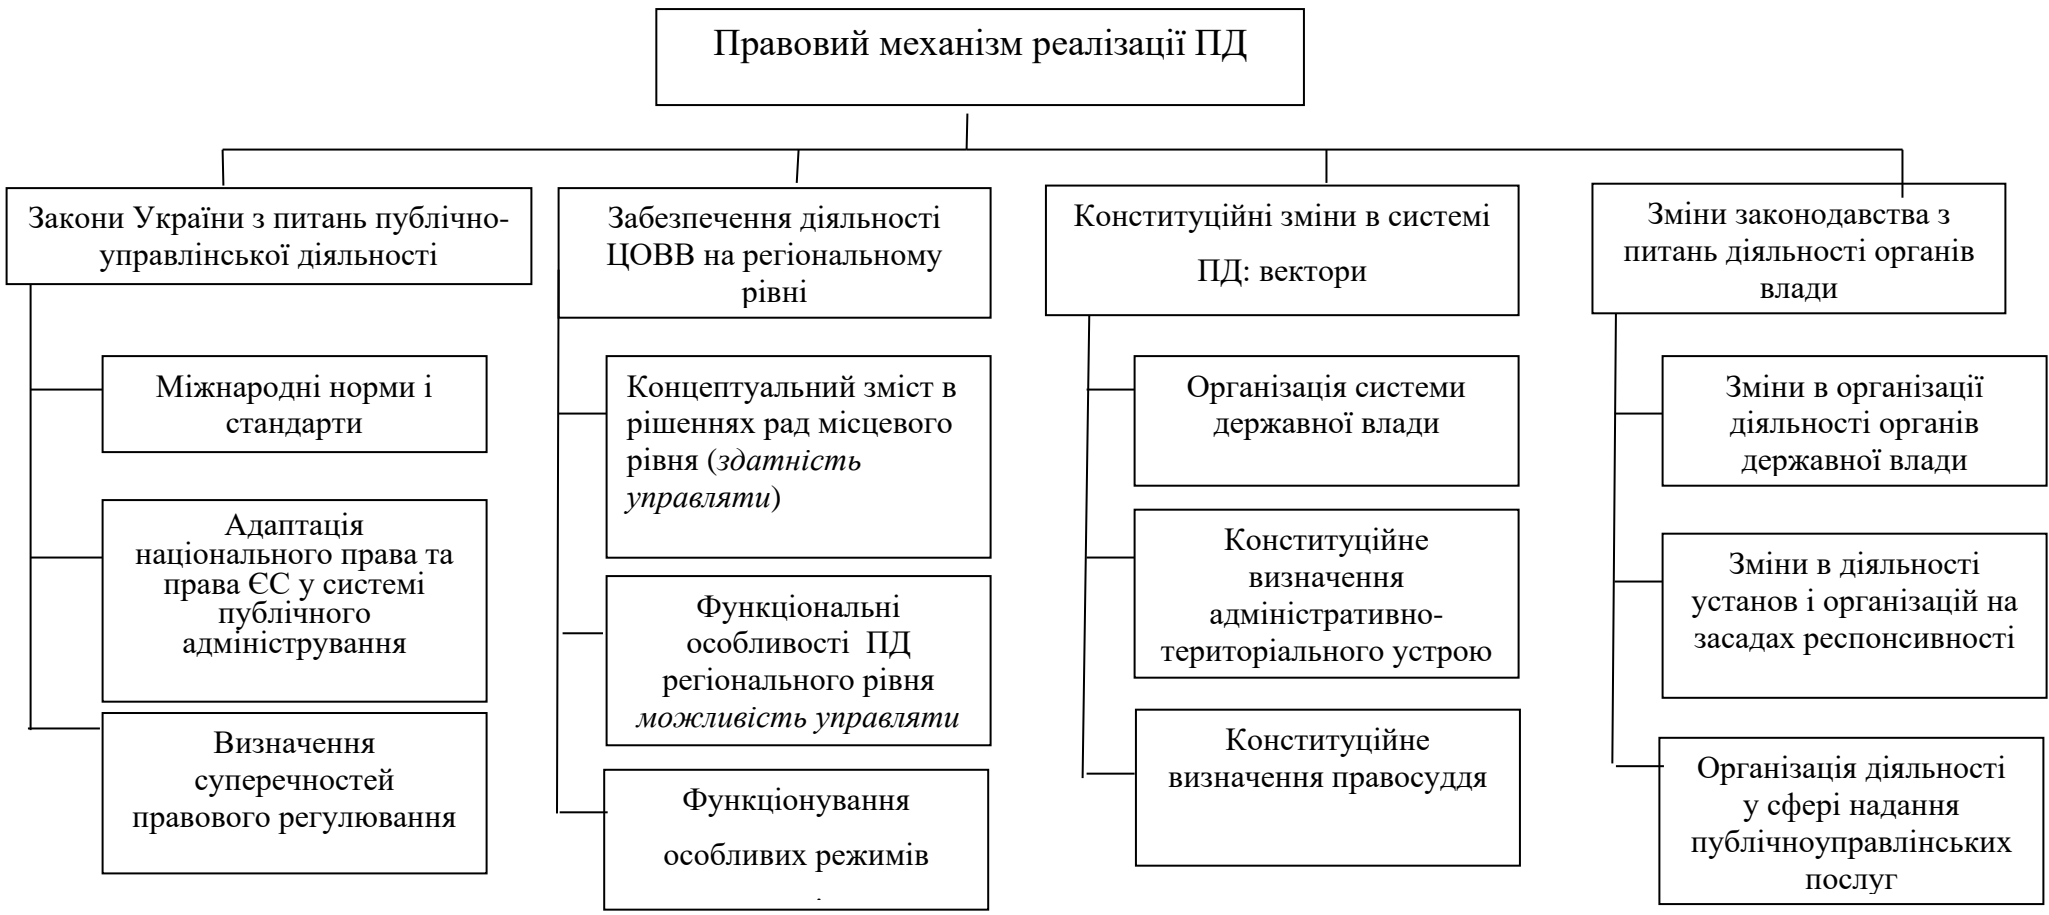 Правовий механізм реалізації ПД
Закони України з питань публічно-
управлінської діяльності
Міжнародні норми і
стандарти
Адаптація
національного права та
права ЄС у системі
публічного
адміністрування
Визначення
суперечностей
правового регулювання
Забезпечення діяльності
ЦОВВ на регіональному
рівні
Концептуальний зміст в
рішеннях рад місцевого
рівня (здатність
управляти)
Функціональні
особливості ПД
регіонального рівня
можливість управляти
Функціонування
особливих режимів
Конституційні зміни в системі
ПД: вектори
Організація системи
державної влади
Конституційне
визначення
адміністративно-
територіального устрою
Конституційне
визначення правосуддя
Зміни законодавства з
питань діяльності органів
влади
Зміни в організації
діяльності органів
державної влади
Зміни в діяльності
установ і організацій на
засадах респонсивності
Організація діяльності
у сфері надання
публічноуправлінських
послуг